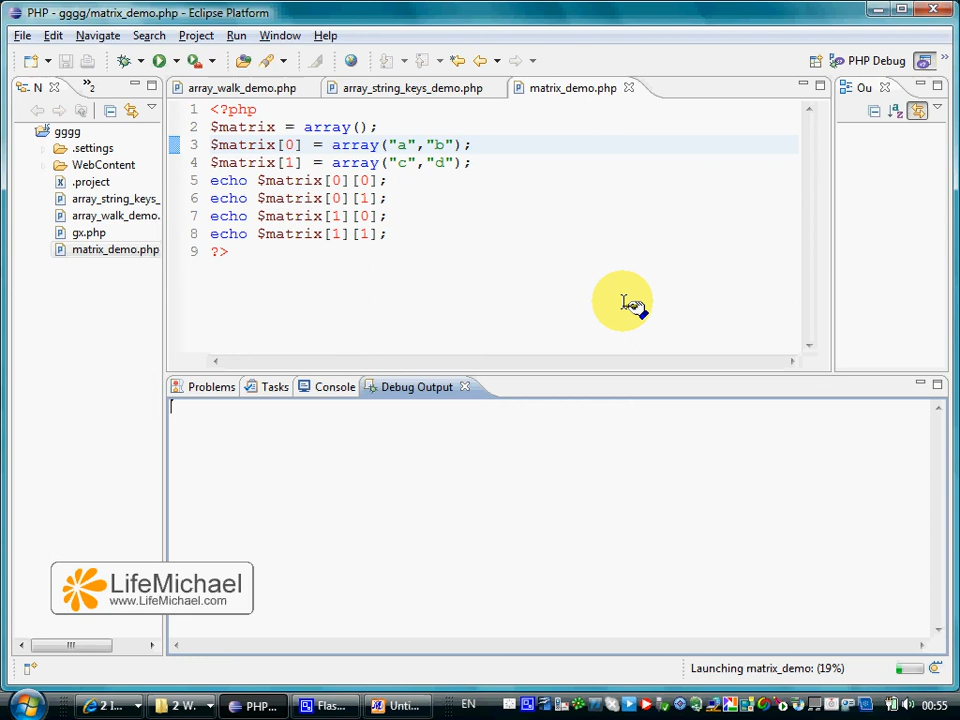 PHP - gggg/matrix_demo.php - Eclipse Platform
File Edit Navigate Search Project Run Window Help
PHP Debug
N
2
array_walk_demo.php
array_string_keys_demo.php
matrix_demo.php
Ou
gggg
.settings
WebContent
.project
array_string_keys_
array_walk_demo.
gx.php
matrix_demo.php
1 <?php
2 $matrix = array();
3 $matrix[0] = array("a","b");
4 $matrix[1] = array("c","d");
5 echo $matrix[0][0];
6 echo $matrix[0][1];
7 echo $matrix[1][0];
8 echo $matrix[1][1];
9 ?>
Problems Tasks Console Debug Output
LifeMichael
www.LifeMichael.com
Launching matrix_demo: (19%)
2 I... 2 W... PHP... Flas... Unti... EN 00:55